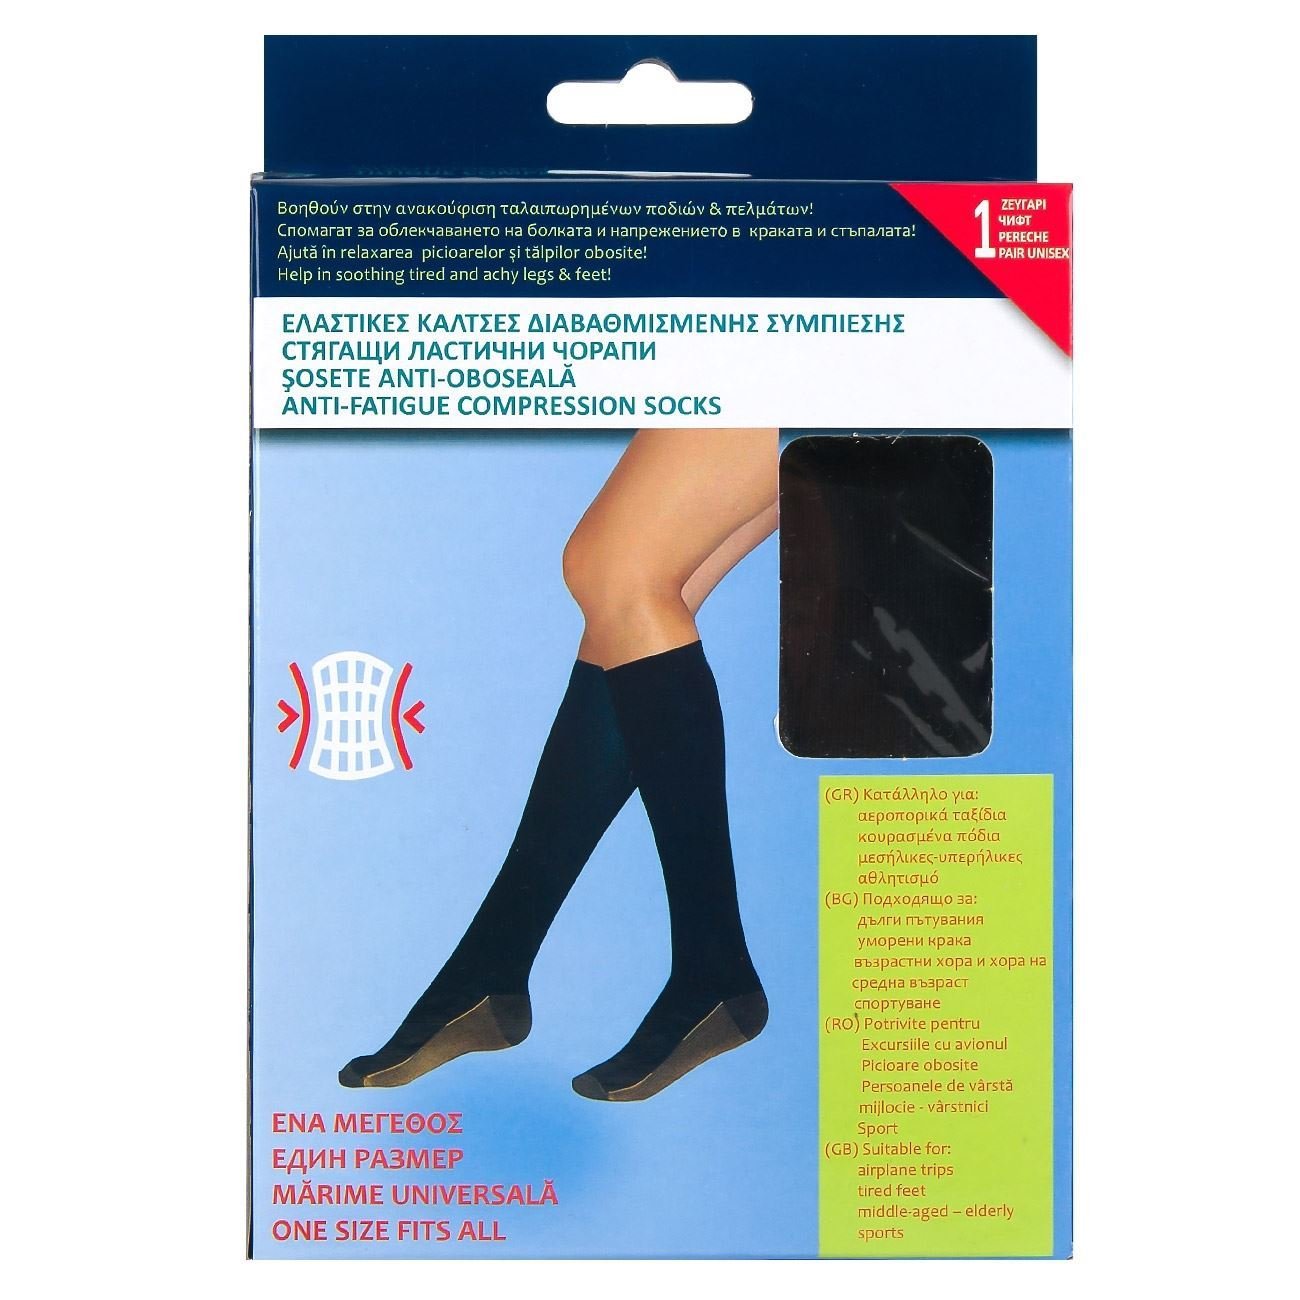 Βοηθούν στην ανακούφιση ταλαιπωρημένων ποδιών & πελμάτων!
Спомагат за облекчаването на болката и напрежението в краката и стъпалата!
Ajută în relaxarea picioarelor și tălpilor obosite!
Help in soothing tired and achy legs & feet!
1
ΖΕΥΓΑΡΙ
ЧИФТ
PERECHE
PAIR UNISEX
ΕΛΑΣΤΙΚΕΣ ΚΑΛΤΣΕΣ ΔΙΑΒΑΘΜΙΣΜΕΝΗΣ ΣΥΜΠΙΕΣΗΣ
СТЯГАЩИ ЛАСТИЧНИ ЧОРАПИ
ŞOSETE ANTI-OBOSEALĂ
ANTI-FATIGUE COMPRESSION SOCKS
(GR) Κατάλληλο για:
αεροπορικά ταξίδια
κουρασμένα πόδια
μεσήλικες-υπερήλικες
αθλητισμό
(BG) Подходящо за:
дълги пътувания
уморени крака
възрастни хора и хора на
средна възраст
спортуване
(RO) Potrivite pentru
Excursiile cu avionul
Picioare obosite
Persoanele de vârstă
mijlocie - vârstnici
Sport
(GB) Suitable for:
airplane trips
tired feet
middle-aged – elderly
sports
ΕΝΑ ΜΕΓΕΘΟΣ
ЕДИН РАЗМЕР
MĂRIME UNIVERSALĂ
ONE SIZE FITS ALL